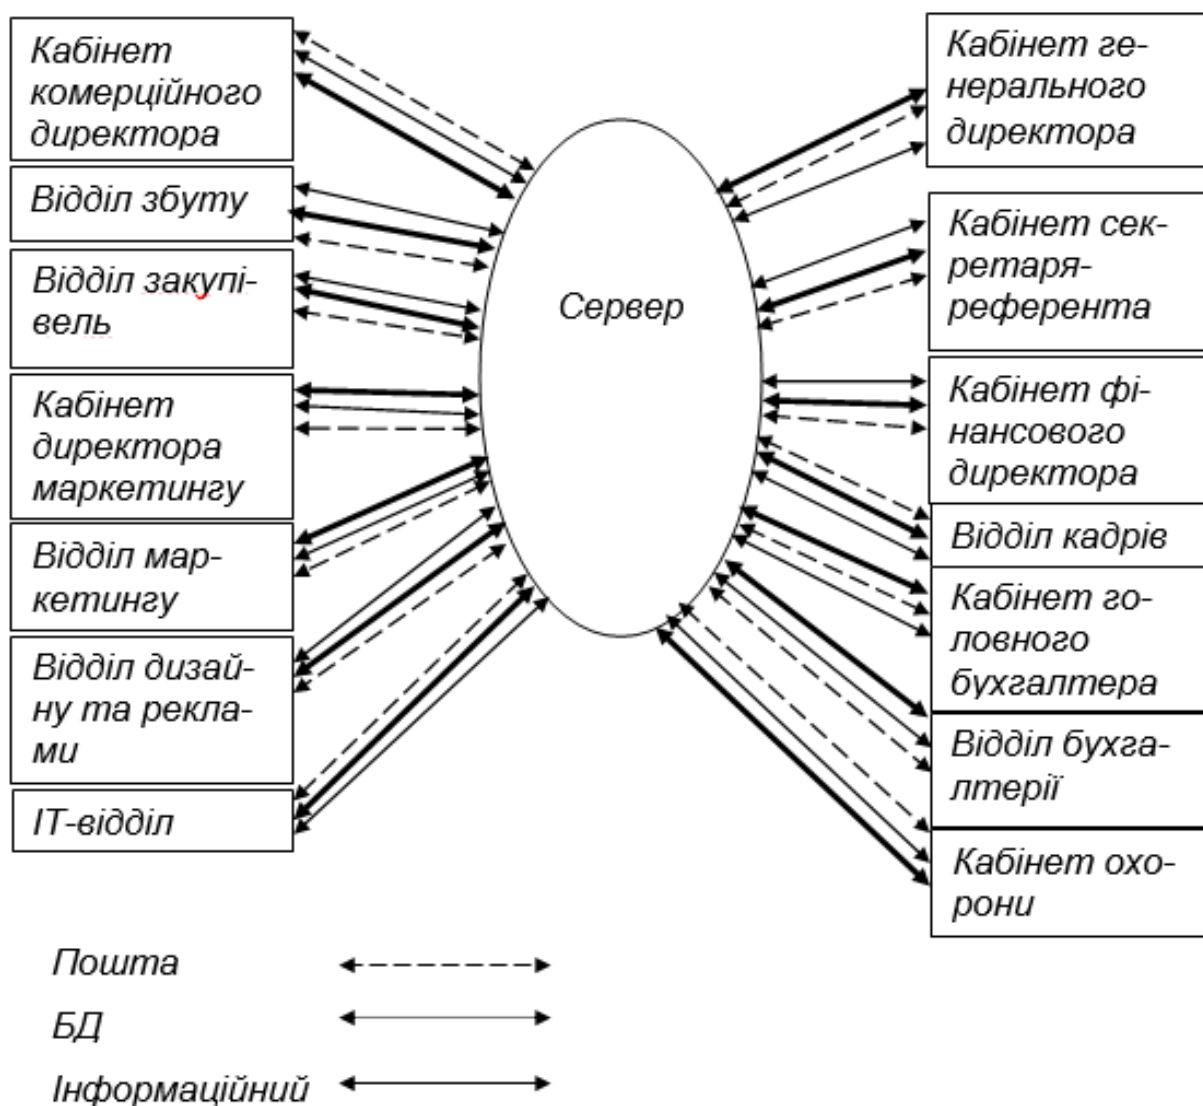 Кабінет
комерційного
директора
Відділ збуту
Відділ закупі-
вель
Кабінет
директора
маркетингу
Відділ мар-
кетингу
Відділ дизай-
ну та рекла-
ми
ІТ-відділ
Сервер
Кабінет ге-
нерального
директора
Кабінет сек-
ретаря-
референта
Кабінет фі-
нансового
директора
Відділ кадрів
Кабінет го-
ловного
бухгалтера
Відділ бухга-
лтерії
Кабінет охо-
рони
Пошта
БД
Інформаційний